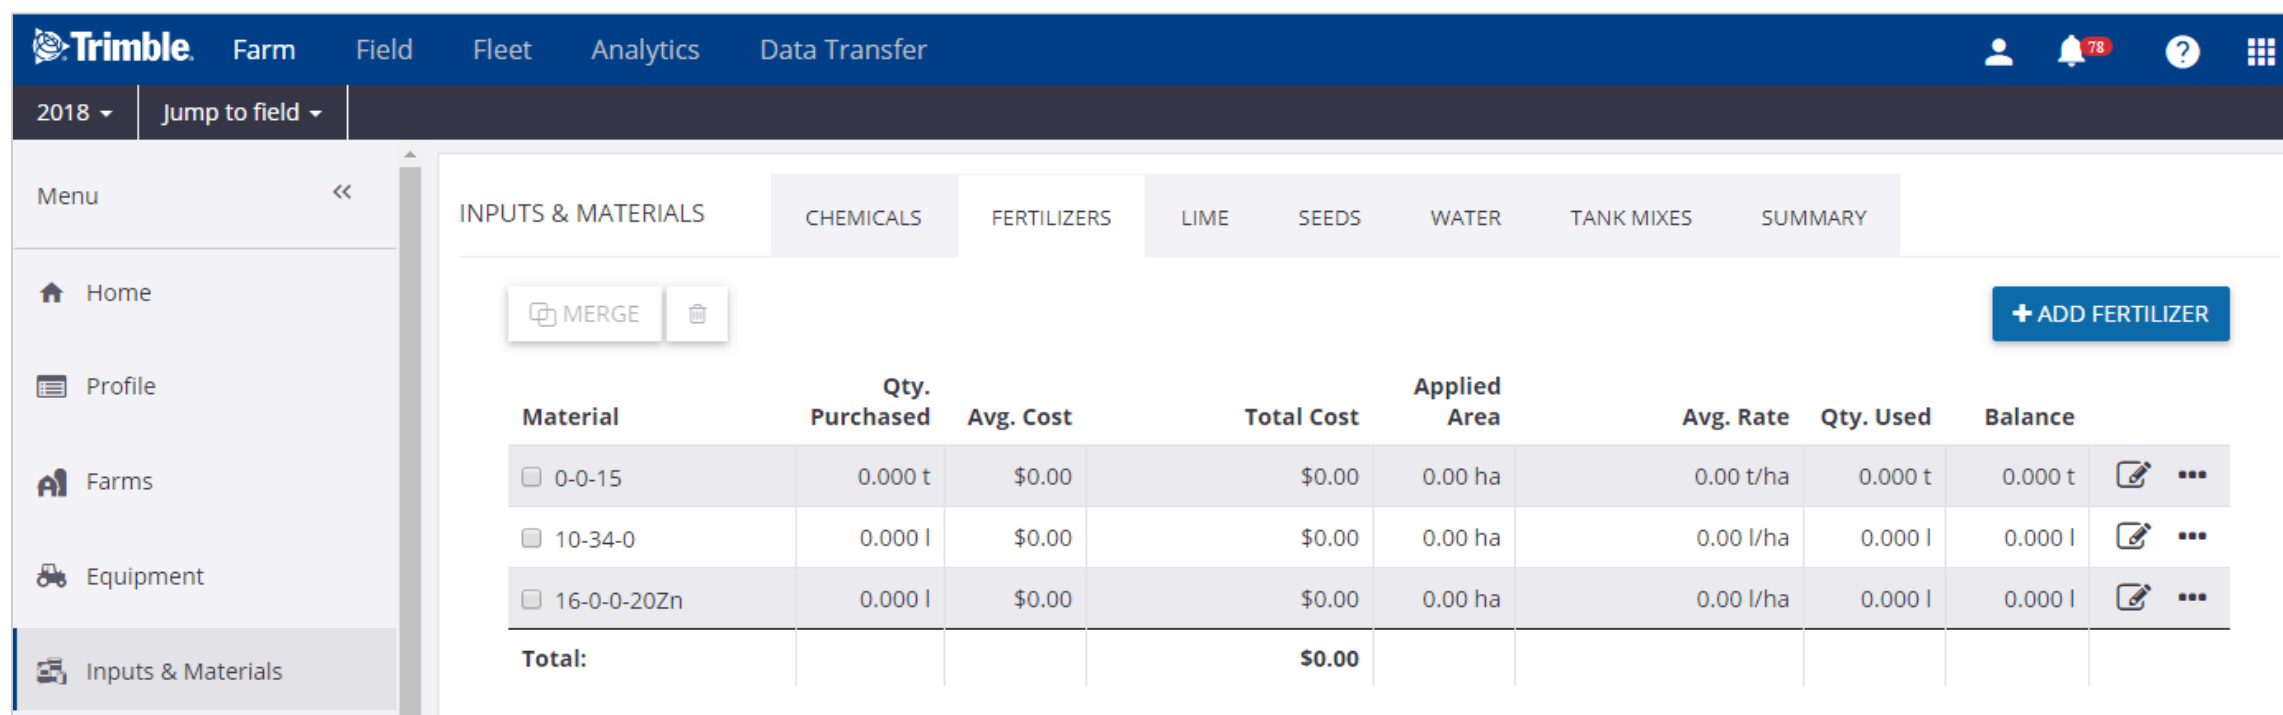 Trimble. Farm Field Fleet Analytics Data Transfer 78 ?
2018 Jump to field
Menu «
INPUTS & MATERIALS CHEMICALS FERTILIZERS LIME SEEDS WATER TANK MIXES SUMMARY
Home
MERGE + ADD FERTILIZER
Profile
Material Qty. Purchased Avg. Cost Total Cost Applied Area Avg. Rate Qty. Used Balance
Farms
0-0-15 0.000 t $0.00 $0.00 0.00 ha 0.00 t/ha 0.000 t 0.000 t
10-34-0 0.000 l $0.00 $0.00 0.00 ha 0.00 l/ha 0.000 l 0.000 l
Equipment
16-0-0-20Zn 0.000 l $0.00 $0.00 0.00 ha 0.00 l/ha 0.000 l 0.000 l
Inputs & Materials
Total: $0.00